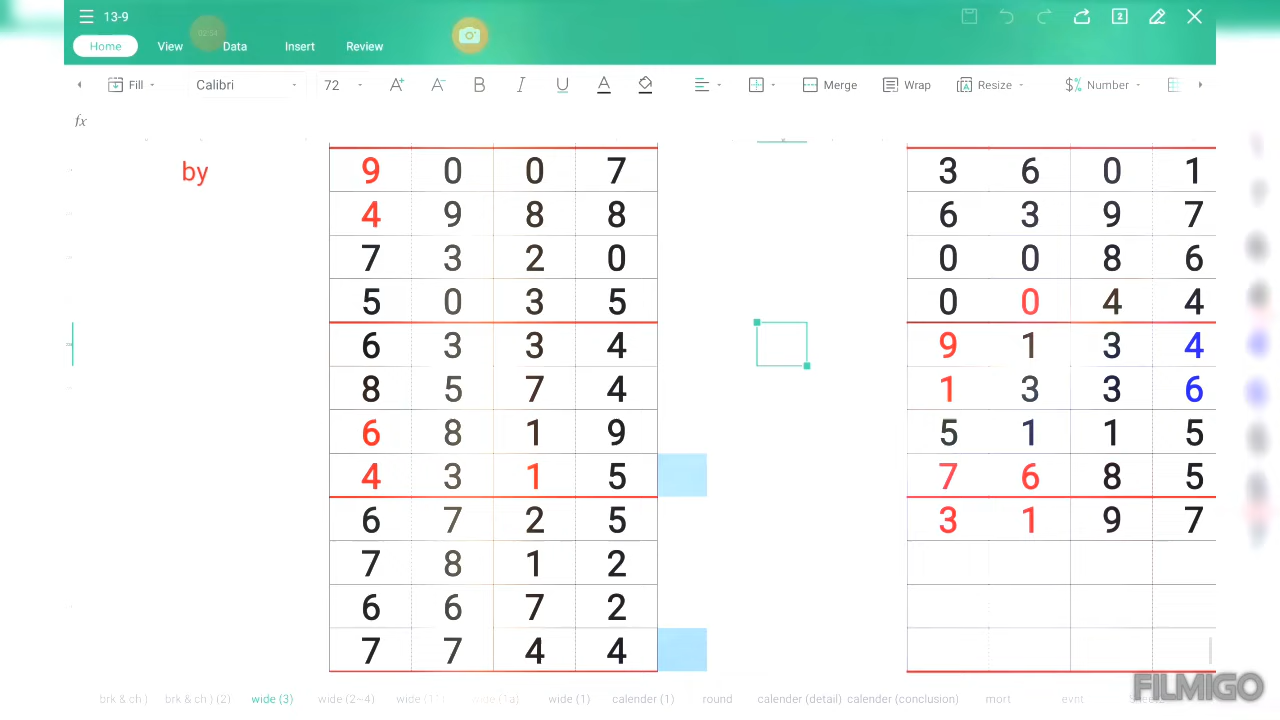 13-9
02:54
Home View Data Insert Review
Fill Calibri 72 A+ A- B I U A Merge Wrap Resize $% Number
fx
by
9 0 0 7 3 6 0 1
4 9 8 8 6 3 9 7
7 3 2 0 0 0 8 6
5 0 3 5 0 0 4 4
6 3 3 4 9 1 3 4
8 5 7 4 1 3 3 6
6 8 1 9 5 1 1 5
4 3 1 5 7 6 8 5
6 7 2 5 3 1 9 7
7 8 1 2
6 6 7 2
7 7 4 4
brk & ch ) brk & ch ) (2) wide (3) wide (2~4) wide (1a) wide (1) calender (1) round calender (detail) calender (conclusion) mort evnt
FILMIGO